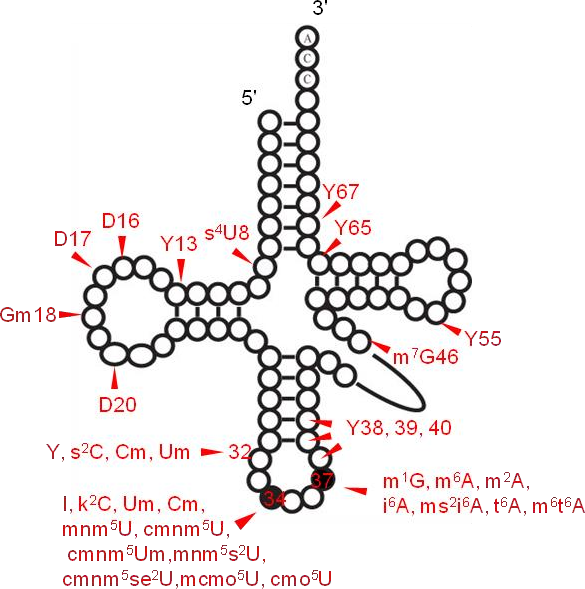 3'
A
C
C
5'
Y67
Y65
D16
D17
Y13
s⁴U8
Gm18
D20
Y55
m⁷G46
Y38, 39, 40
Y, s²C, Cm, Um
32
37
34
m¹G, m⁶A, m²A,
i⁶A, ms²i⁶A, t⁶A, m⁶t⁶A
I, k²C, Um, Cm,
mnm⁵U, cmnm⁵U,
cmnm⁵Um,mnm⁵s²U,
cmnm⁵se²U,mcmo⁵U, cmo⁵U